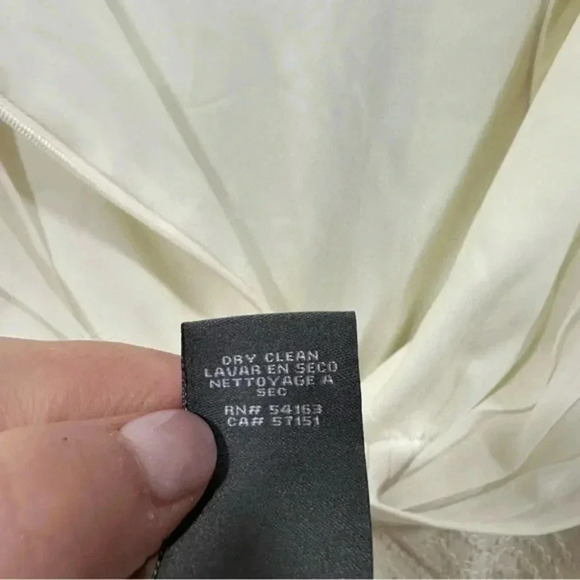 DRY CLEAN
LAVAR EN SECO
NETTOYAGE A
SEC
RN# 54163
CA# 57151